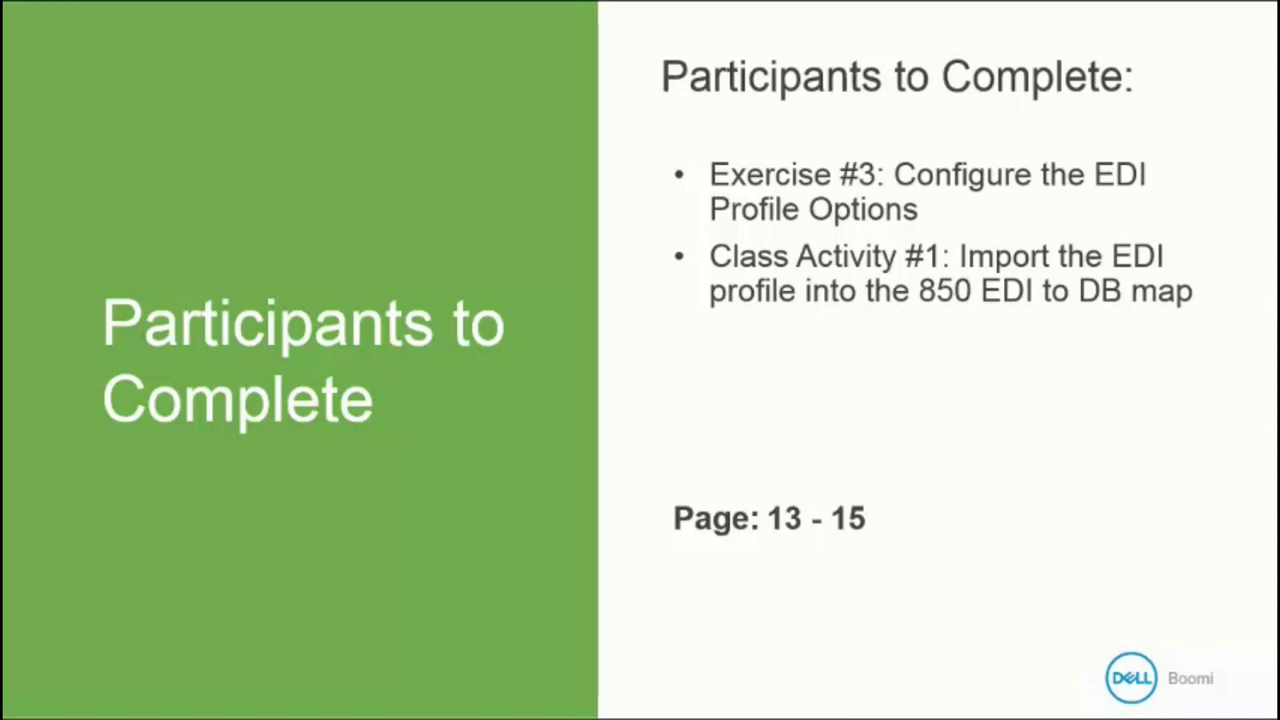 Participants to
Complete
Participants to Complete:
• Exercise #3: Configure the EDI
Profile Options
• Class Activity #1: Import the EDI
profile into the 850 EDI to DB map
Page: 13 - 15
DELL Boomi